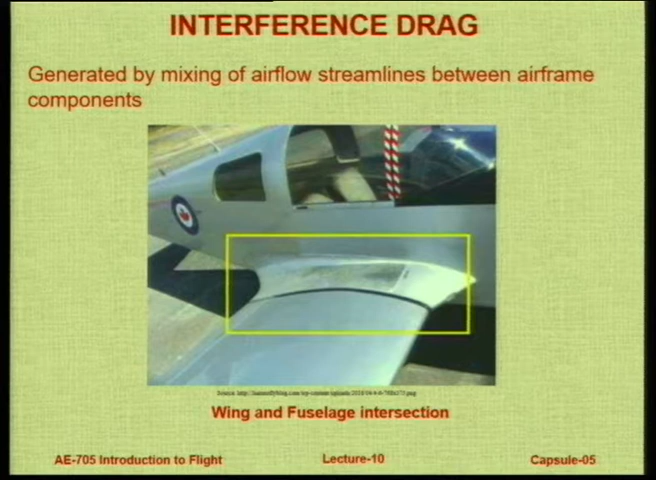 INTERFERENCE DRAG
Generated by mixing of airflow streamlines between airframe
components
Wing and Fuselage intersection
AE-705 Introduction to Flight
Lecture-10
Capsule-05